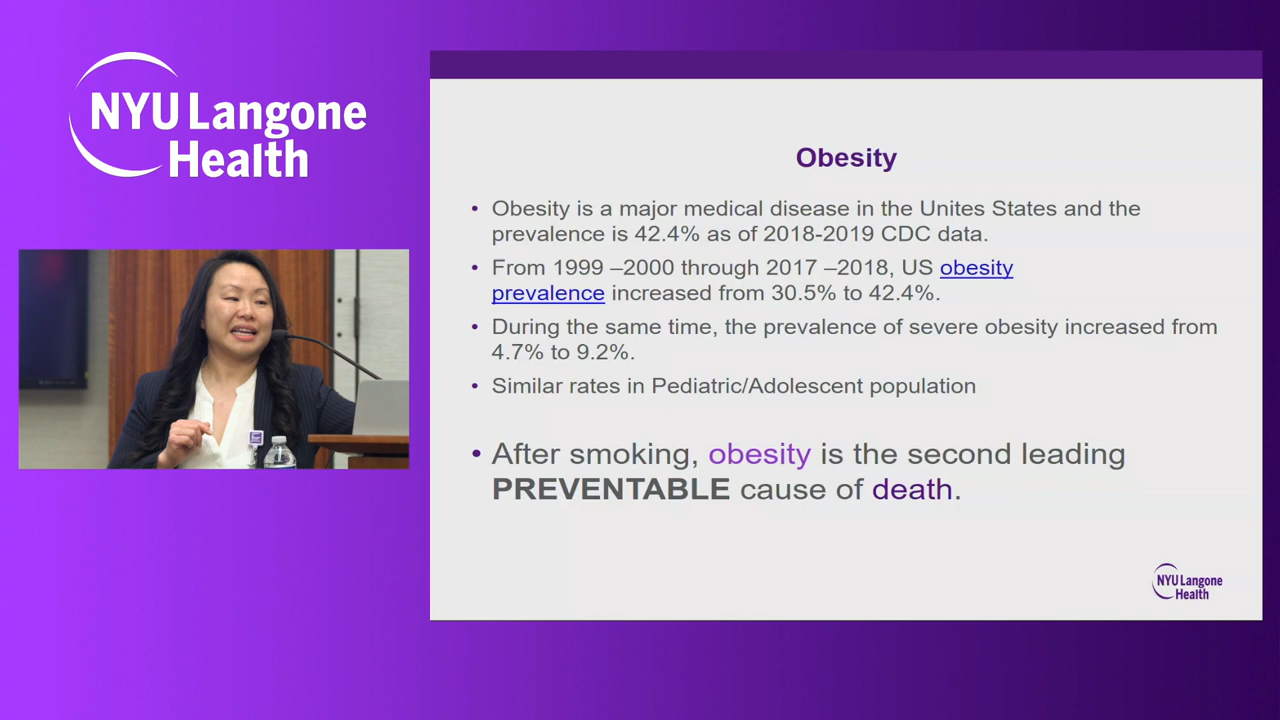 NYU Langone
Health
Obesity
• Obesity is a major medical disease in the Unites States and the
prevalence is 42.4% as of 2018-2019 CDC data.
• From 1999 –2000 through 2017 –2018, US obesity
prevalence increased from 30.5% to 42.4%.
• During the same time, the prevalence of severe obesity increased from
4.7% to 9.2%.
• Similar rates in Pediatric/Adolescent population
• After smoking, obesity is the second leading
PREVENTABLE cause of death.
NYU Langone
Health